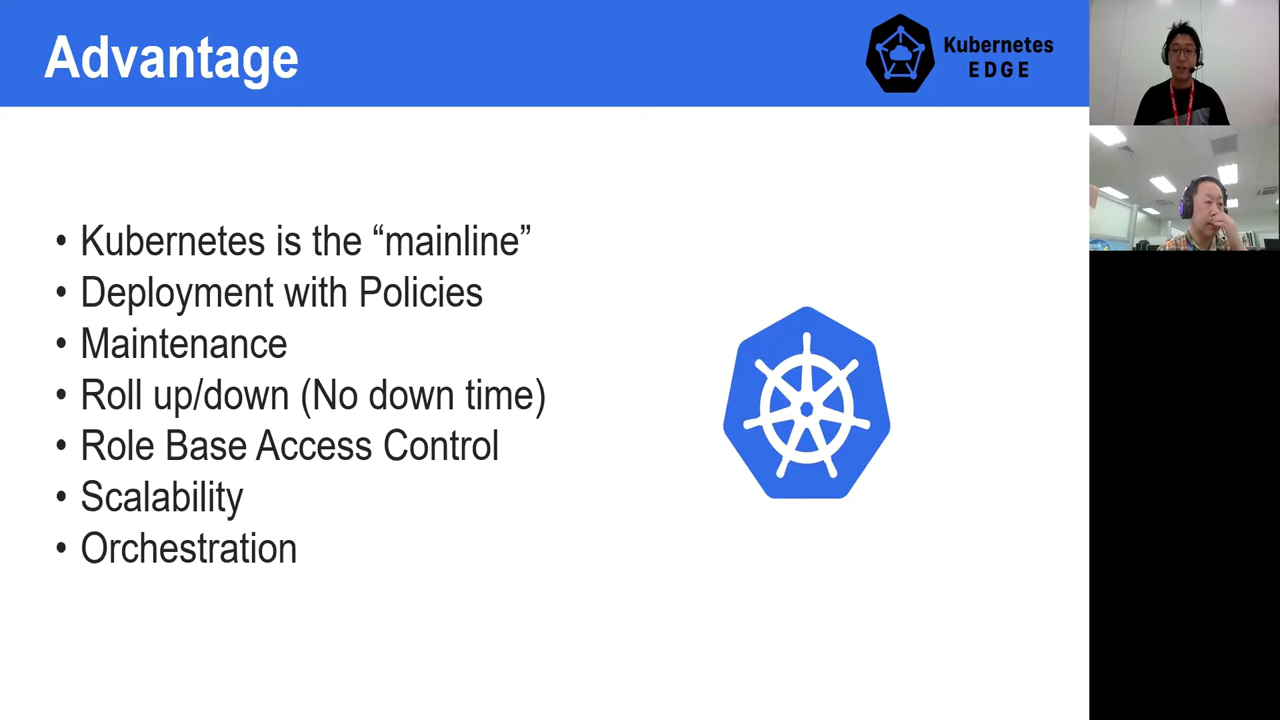 Advantage
Kubernetes
EDGE
• Kubernetes is the “mainline”
• Deployment with Policies
• Maintenance
• Roll up/down (No down time)
• Role Base Access Control
• Scalability
• Orchestration